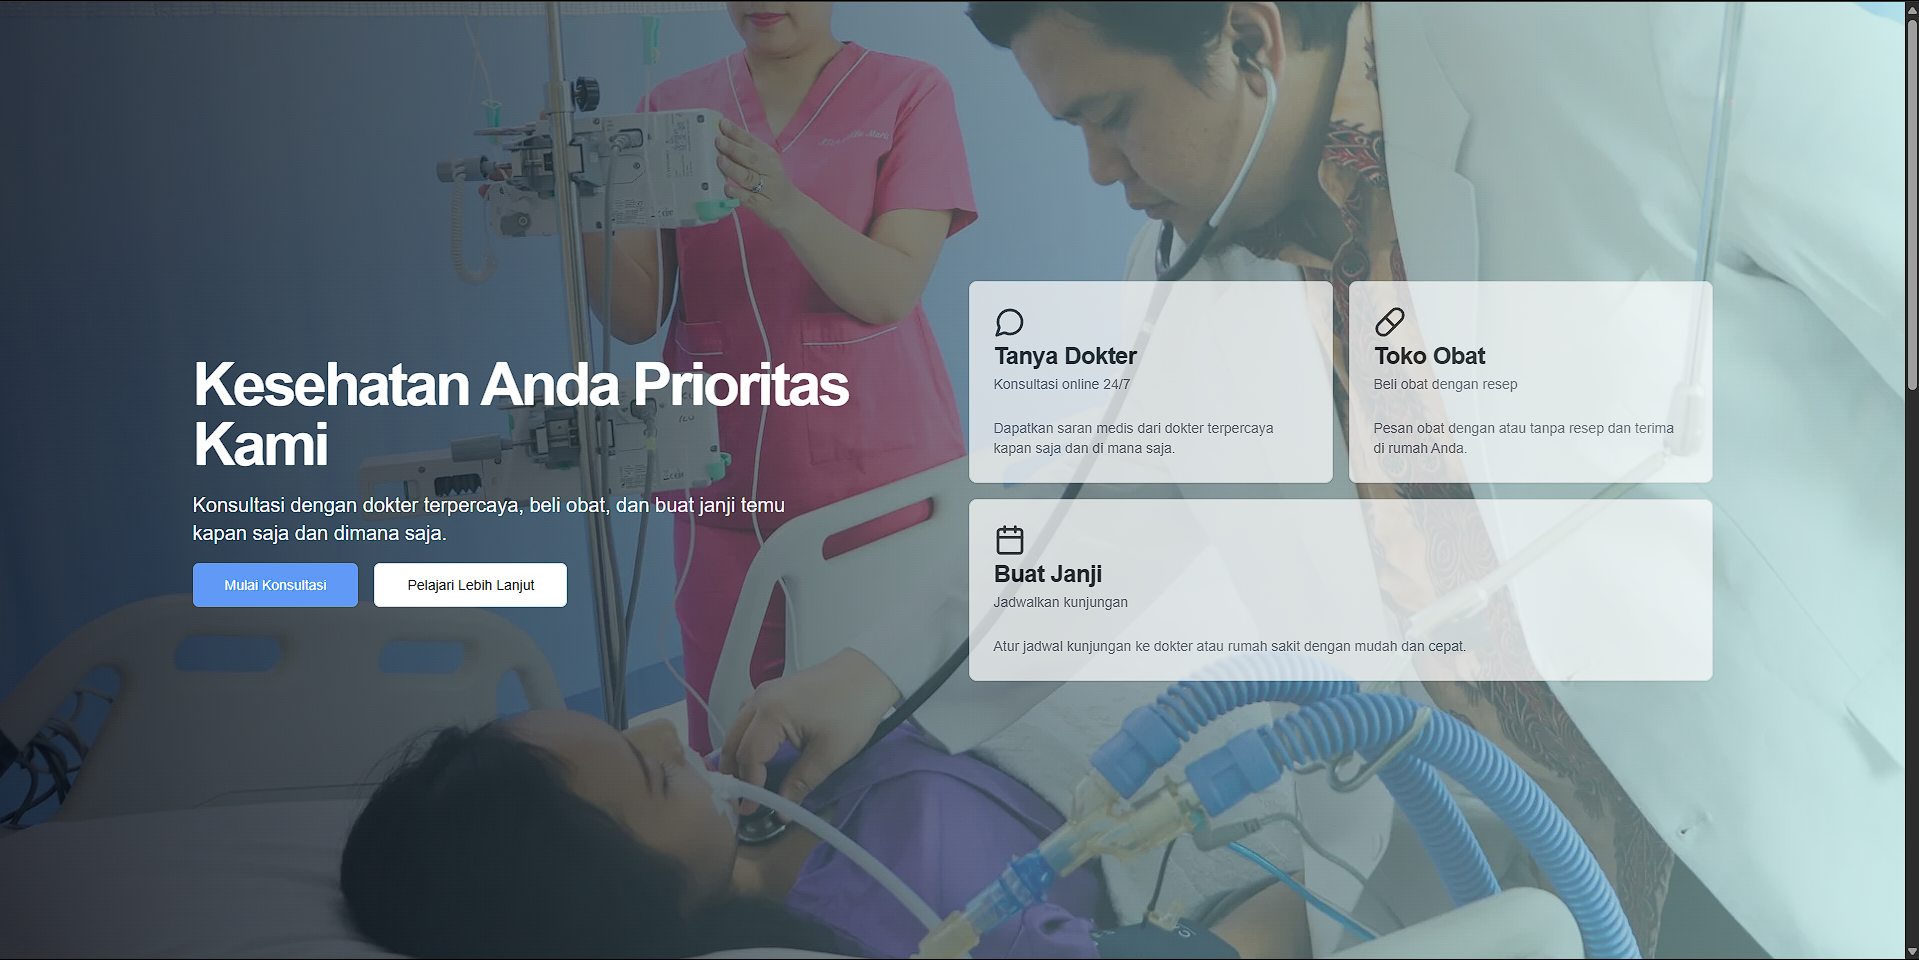 Kesehatan Anda Prioritas
Kami
Konsultasi dengan dokter terpercaya, beli obat, dan buat janji temu
kapan saja dan dimana saja.
Mulai Konsultasi
Pelajari Lebih Lanjut
Tanya Dokter
Konsultasi online 24/7
Dapatkan saran medis dari dokter terpercaya
kapan saja dan di mana saja.
Toko Obat
Beli obat dengan resep
Pesan obat dengan atau tanpa resep dan terima
di rumah Anda.
Buat Janji
Jadwalkan kunjungan
Atur jadwal kunjungan ke dokter atau rumah sakit dengan mudah dan cepat.